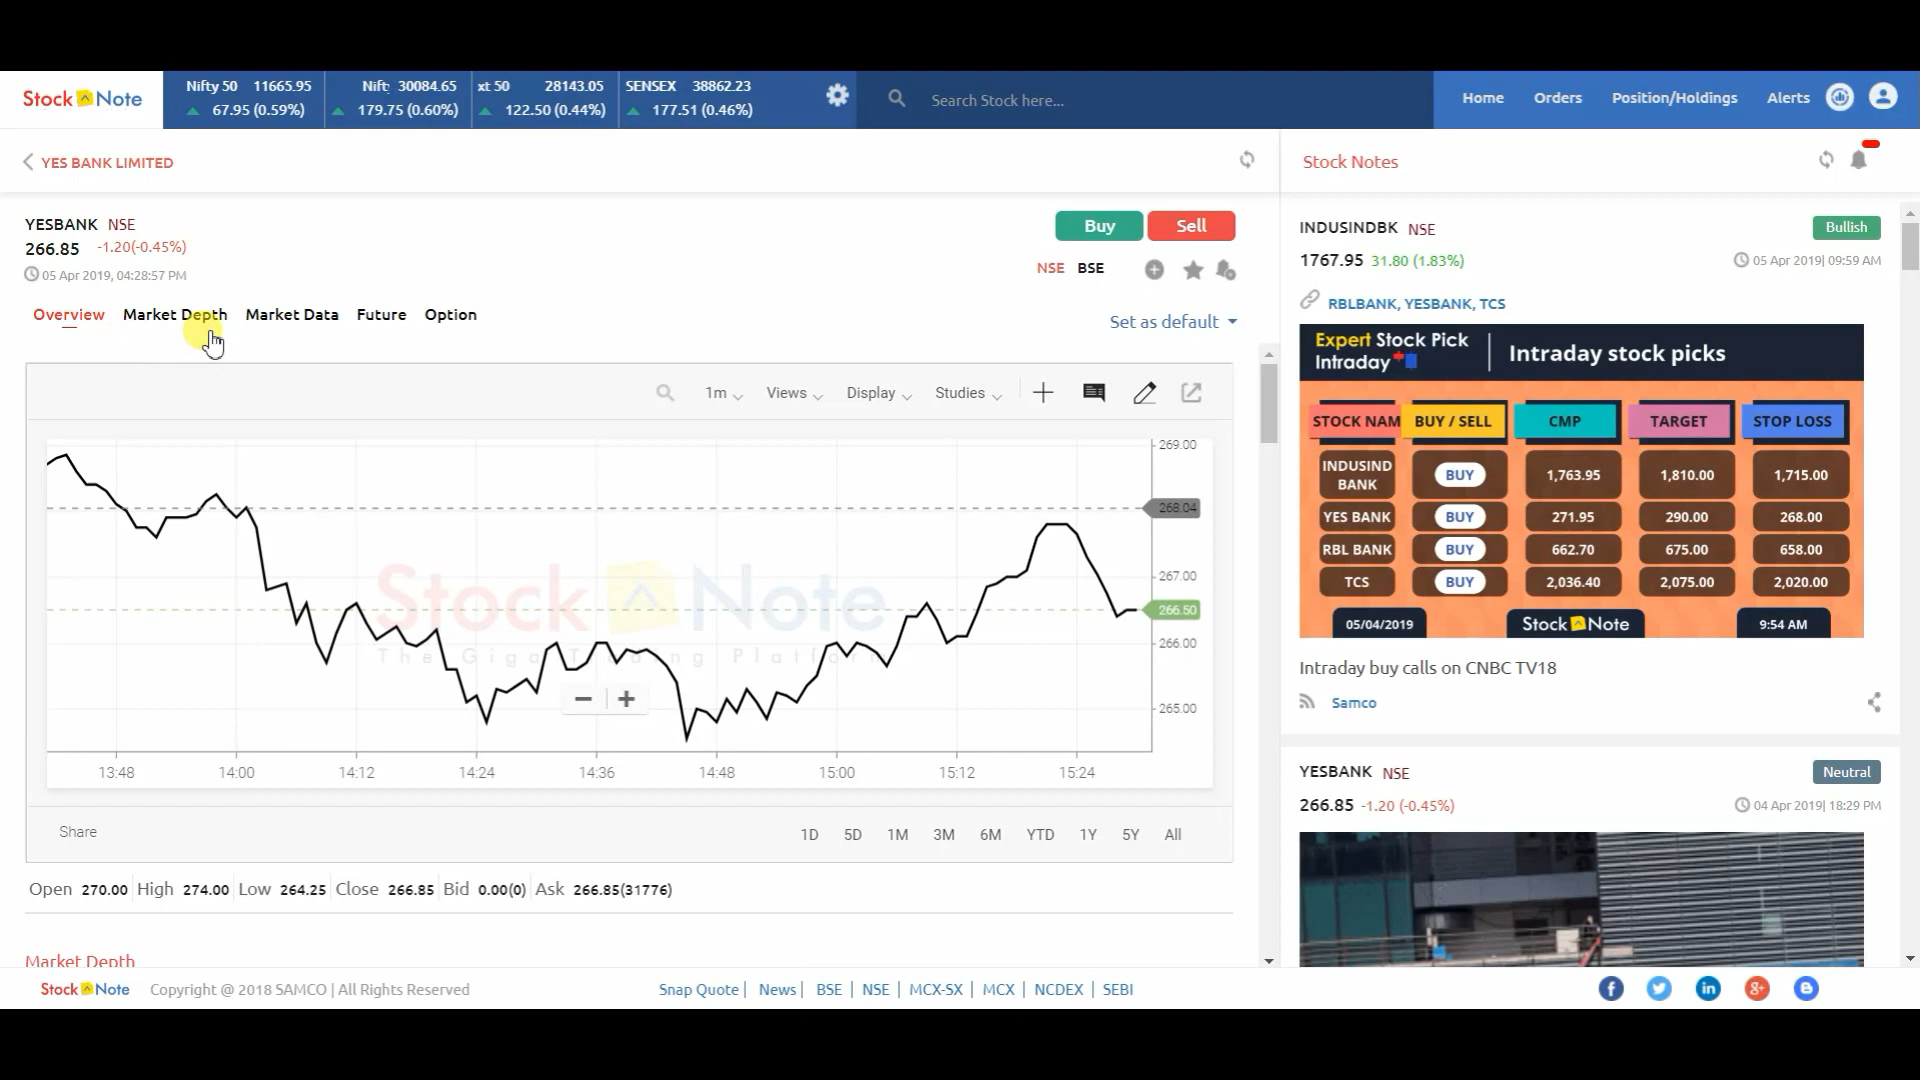 Stock Note
Nifty 50 11665.95
67.95 (0.59%)
Nift 30084.65
179.75 (0.60%)
xt 50 28143.05
122.50 (0.44%)
SENSEX 38862.23
177.51 (0.46%)
Search Stock here...
Home Orders Position/Holdings Alerts
YES BANK LIMITED
YESBANK NSE
266.85 -1.20(-0.45%)
05 Apr 2019, 04:28:57 PM
Buy Sell
NSE BSE
Overview Market Depth Market Data Future Option
Set as default
1m Views Display Studies
269.00
268.04
267.00
266.50
266.00
265.00
Stock Note
The Giga Trading Platform
13:48 14:00 14:12 14:24 14:36 14:48 15:00 15:12 15:24
Share
1D 5D 1M 3M 6M YTD 1Y 5Y All
Open 270.00 High 274.00 Low 264.25 Close 266.85 Bid 0.00(0) Ask 266.85(31776)
Market Depth
Stock Notes
INDUSINDBK NSE
Bullish
1767.95 31.80 (1.83%)
05 Apr 2019| 09:59 AM
RBLBANK, YESBANK, TCS
Expert Stock Pick
Intraday
Intraday stock picks
STOCK NAM BUY / SELL CMP TARGET STOP LOSS
INDUSIND BANK BUY 1,763.95 1,810.00 1,715.00
YES BANK BUY 271.95 290.00 268.00
RBL BANK BUY 662.70 675.00 658.00
TCS BUY 2,036.40 2,075.00 2,020.00
05/04/2019 Stock Note 9:54 AM
Intraday buy calls on CNBC TV18
Samco
YESBANK NSE
Neutral
266.85 -1.20 (-0.45%)
04 Apr 2019| 18:29 PM
Stock Note Copyright @ 2018 SAMCO | All Rights Reserved
Snap Quote | News | BSE | NSE | MCX-SX | MCX | NCDEX | SEBI